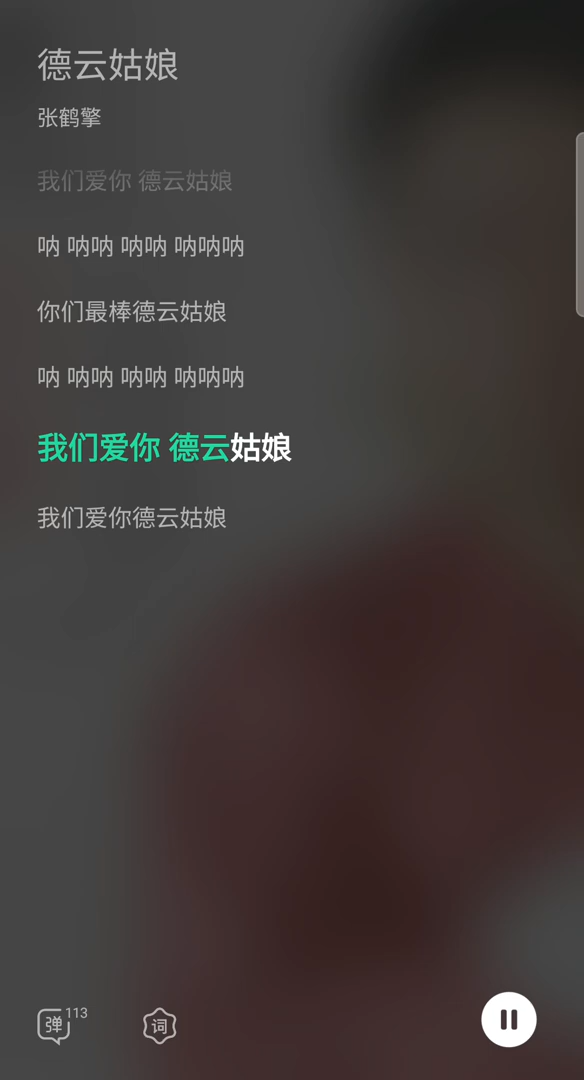 德云姑娘
张鹤擎
我们爱你 德云姑娘
呐 呐呐 呐呐 呐呐呐
你们最棒德云姑娘
呐 呐呐 呐呐 呐呐呐
我们爱你 德云姑娘
我们爱你德云姑娘
弹 113
词